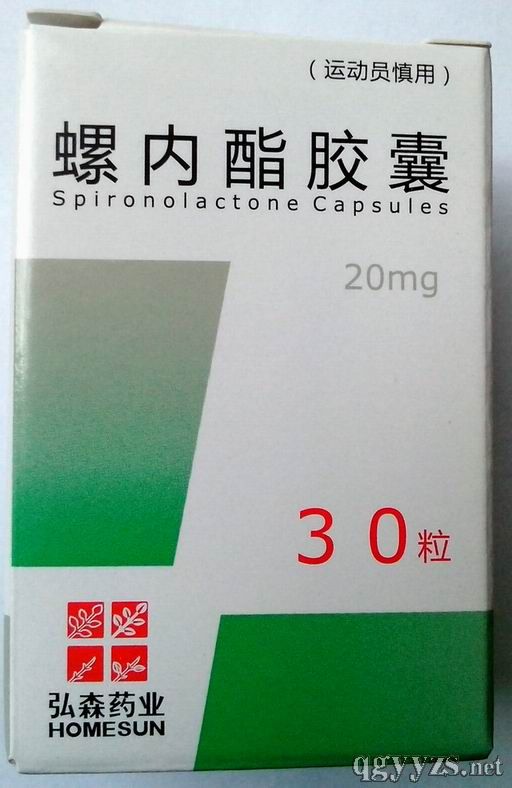 （运动员慎用）
螺内酯胶囊
Spironolactone Capsules
20mg
30粒
弘森药业
HOMESUN
qgyyzs.net